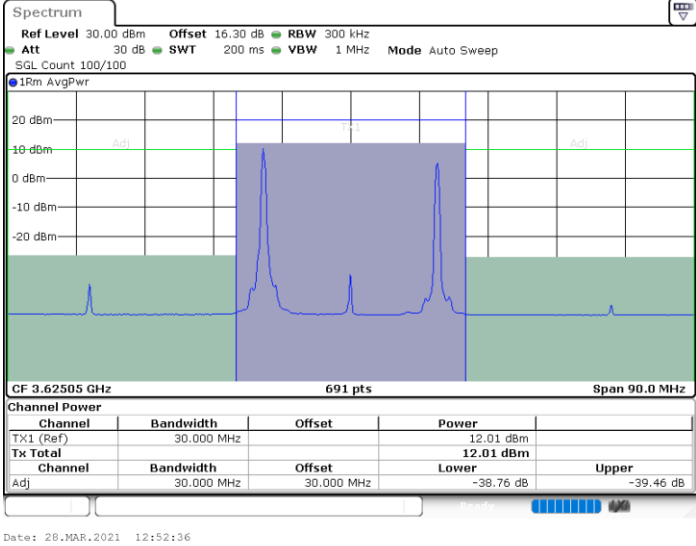 Spectrum
Ref Level 30.00 dBm Offset 16.30 dB RBW 300 kHz
Att 30 dB SWT 200 ms VBW 1 MHz Mode Auto Sweep
SGL Count 100/100
1Rm AvgPwr
20 dBm
TX1
Adj
Adj
10 dBm
0 dBm
-10 dBm
-20 dBm
CF 3.62505 GHz 691 pts Span 90.0 MHz
Channel Power
Channel Bandwidth Offset Power
TX1 (Ref) 30.000 MHz 12.01 dBm
Tx Total 12.01 dBm
Channel Bandwidth Offset Lower Upper
Adj 30.000 MHz 30.000 MHz -38.76 dB -39.46 dB
Ready
Date: 28.MAR.2021 12:52:36